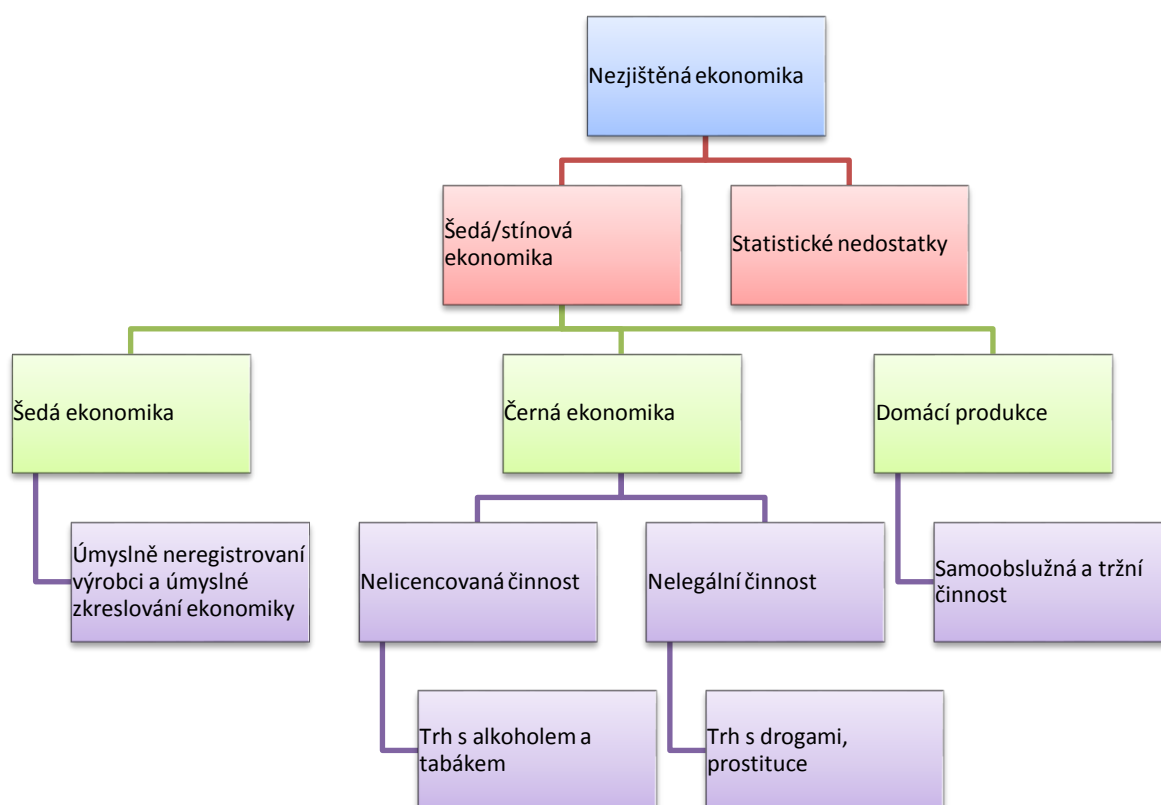 Nezjištěná ekonomika
Šedá/stínová
ekonomika
Statistické nedostatky
Šedá ekonomika
Černá ekonomika
Domácí produkce
Úmyslně neregistrovaní
výrobci a úmyslné
zkreslování ekonomiky
Nelicencovaná činnost
Nelegální činnost
Samoobslužná a tržní
činnost
Trh s alkoholem a
tabákem
Trh s drogami,
prostituce